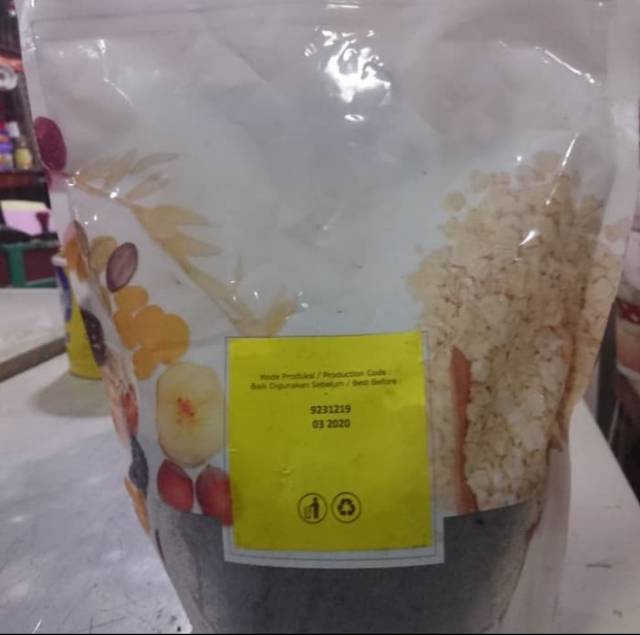 Kode Produksi / Production Code :
Baik Digunakan Sebelum / Best Before :
9231219
03 2020